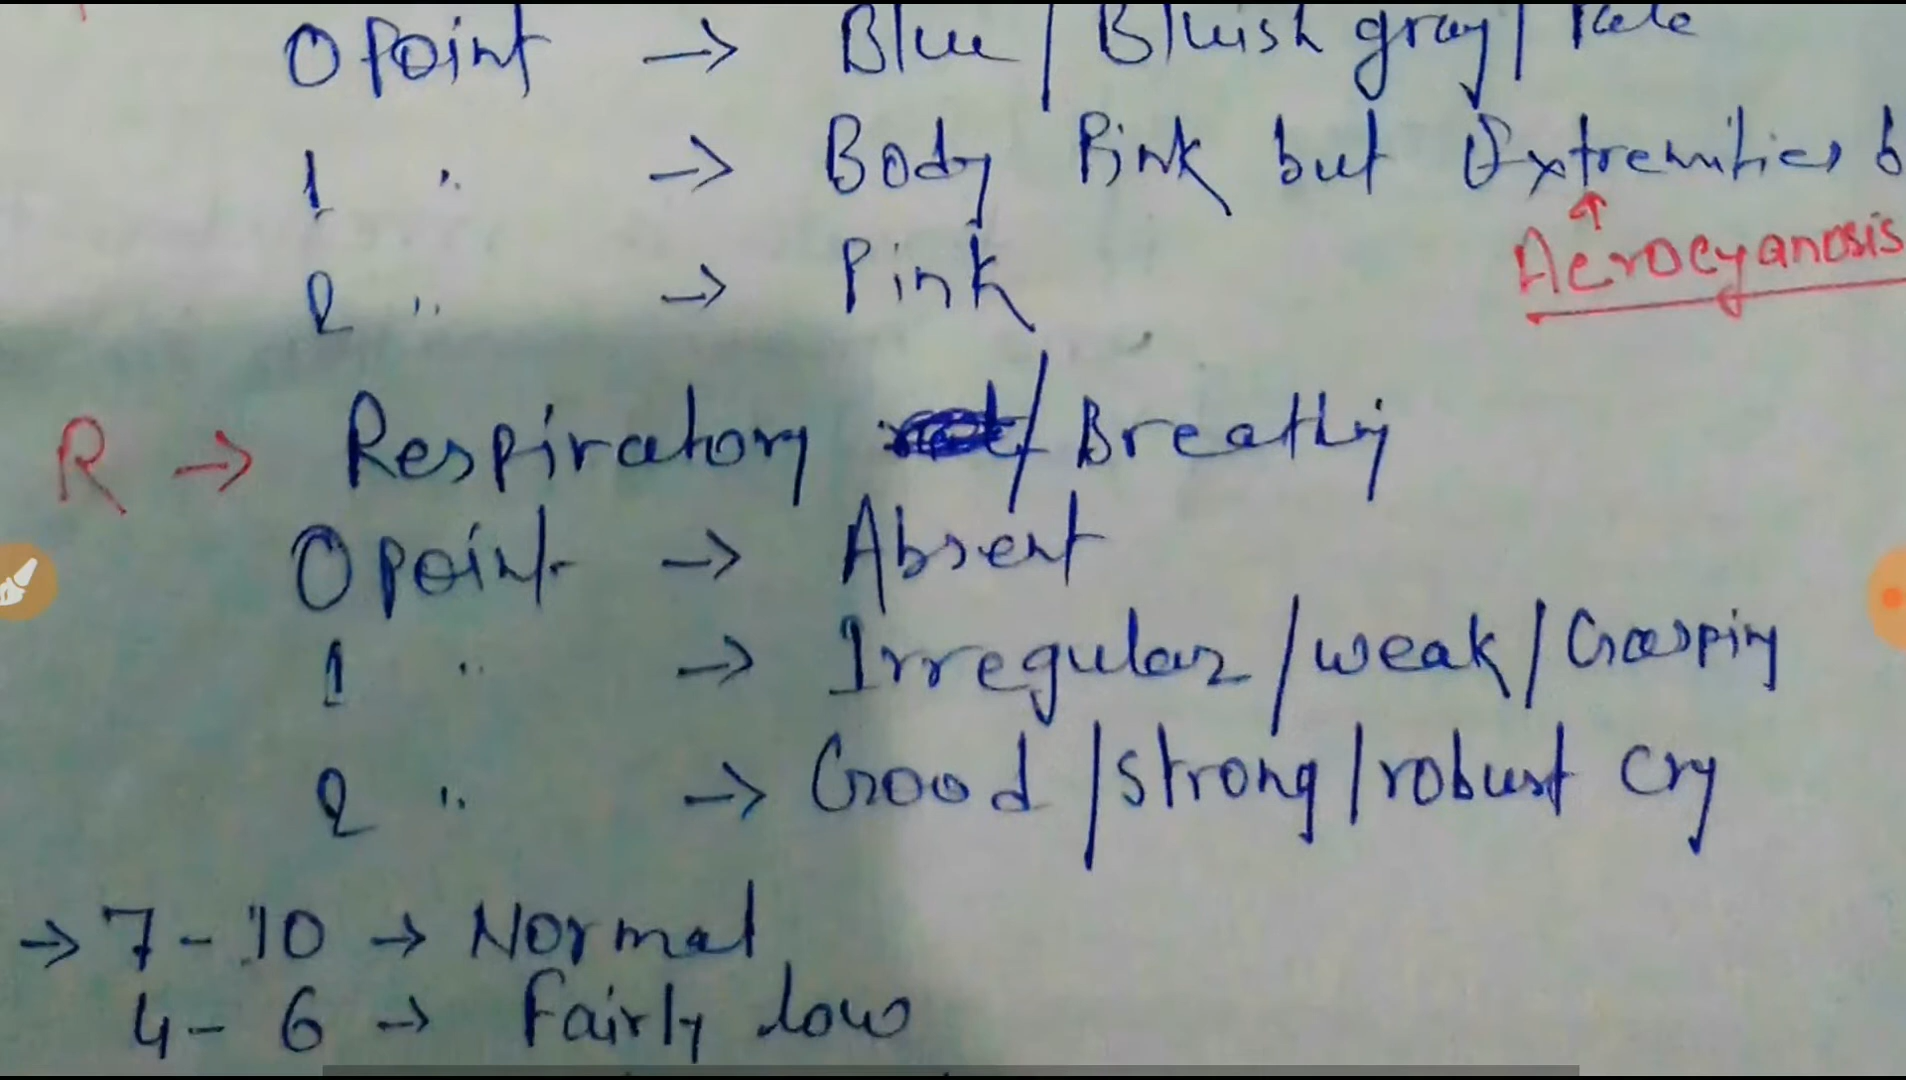 0 Point → Blue / Bluish gray / Pale
1 " → Body Pink but Extremities b
Acrocyanosis
2 " → Pink
R → Respiratory / Breathing
0 Point → Absent
1 " → Irregular / weak / Gasping
2 " → Good / strong / robust cry
→ 7 - 10 → Normal
4 - 6 → Fairly low